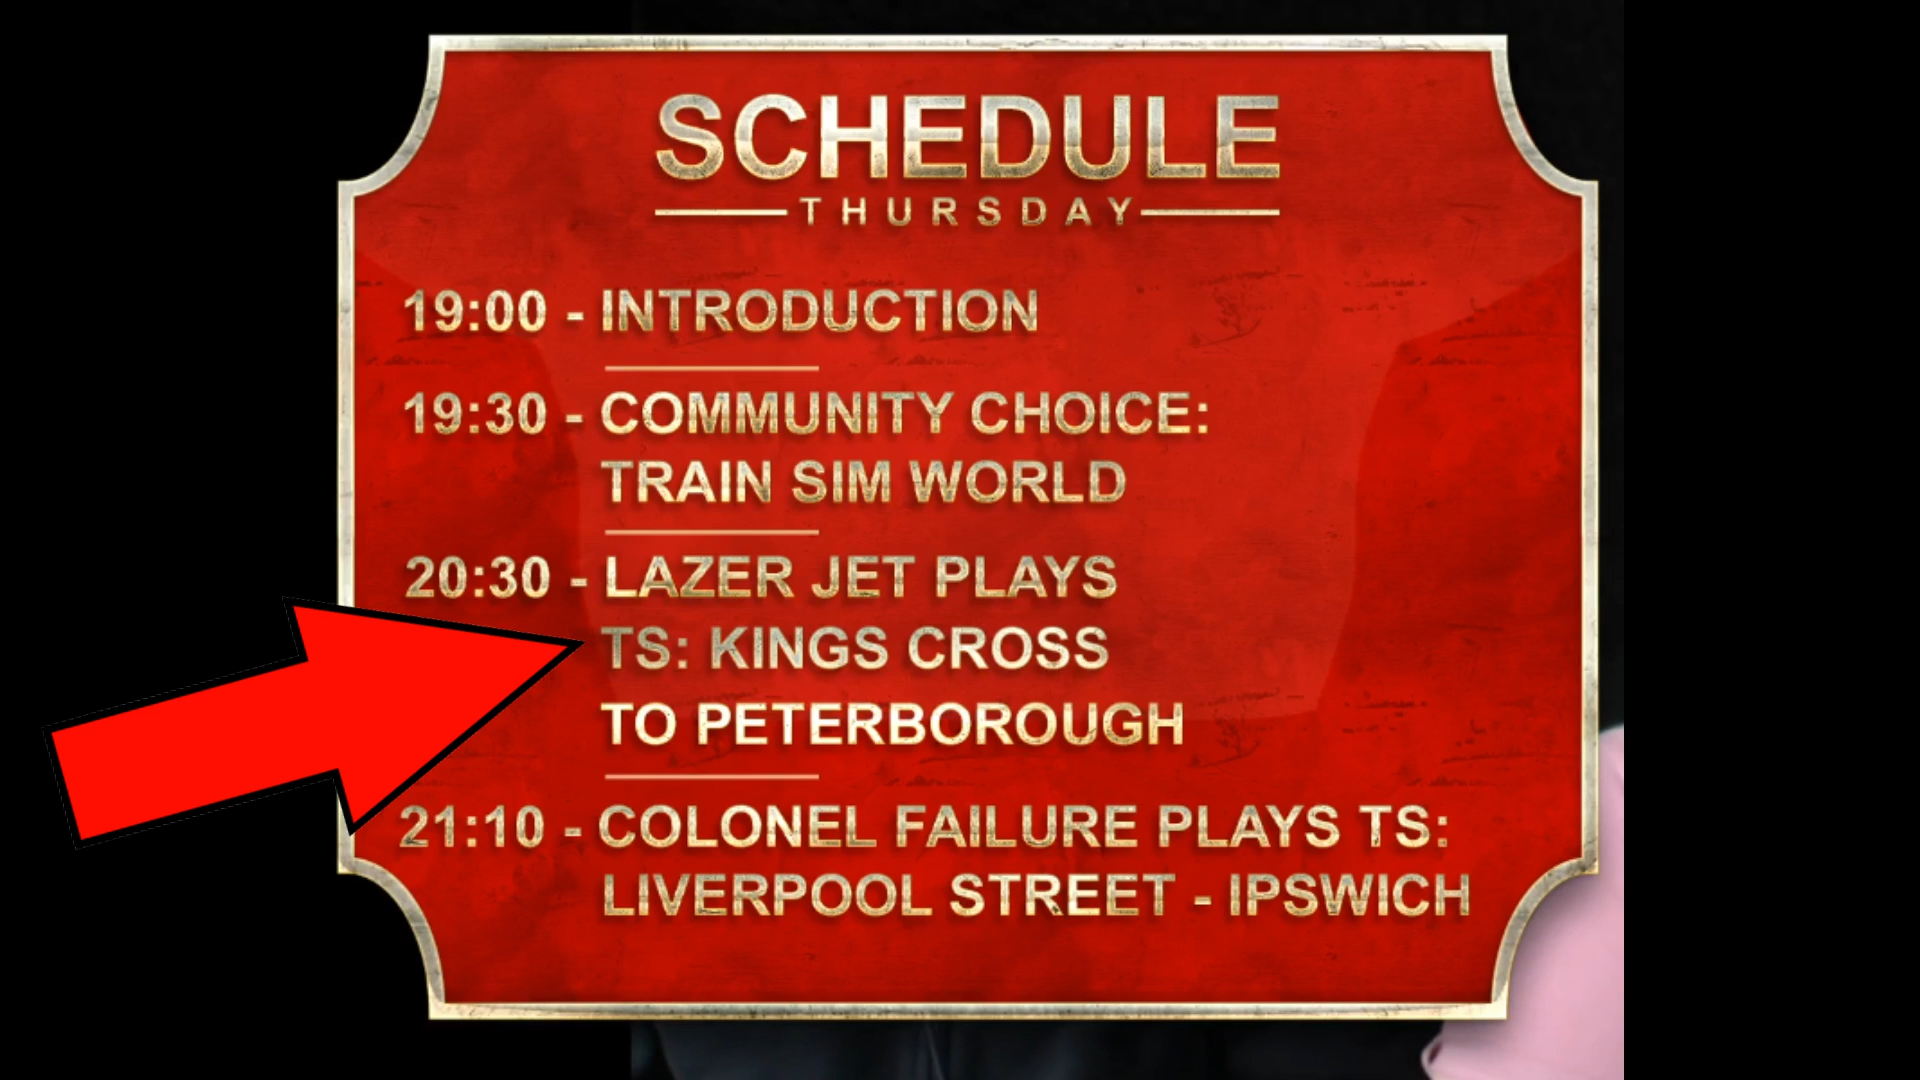 SCHEDULE
THURSDAY
19:00 - INTRODUCTION
19:30 - COMMUNITY CHOICE:
TRAIN SIM WORLD
20:30 - LAZER JET PLAYS
TS: KINGS CROSS
TO PETERBOROUGH
21:10 - COLONEL FAILURE PLAYS TS:
LIVERPOOL STREET - IPSWICH